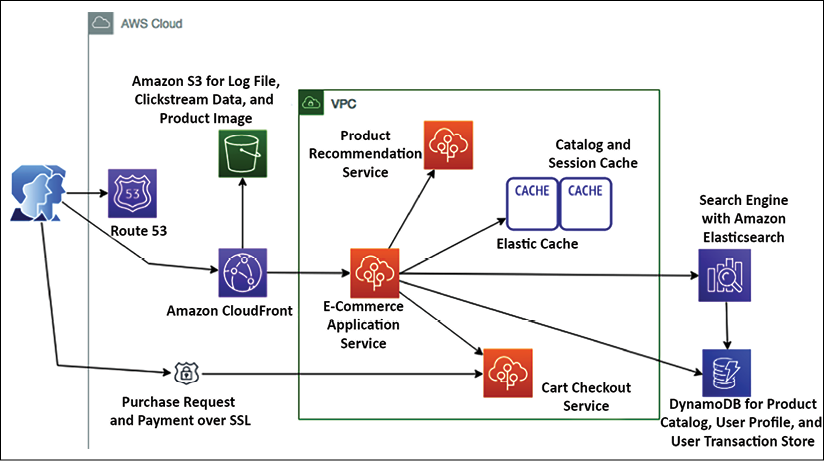 AWS Cloud
Amazon S3 for Log File,
Clickstream Data, and
Product Image
VPC
Product
Recommendation
Service
Catalog and
Session Cache
CACHE
CACHE
Elastic Cache
Search Engine
with Amazon
Elasticsearch
53
Route 53
Amazon CloudFront
E-Commerce
Application
Service
Purchase Request
and Payment over SSL
Cart Checkout
Service
DynamoDB for Product
Catalog, User Profile, and
User Transaction Store